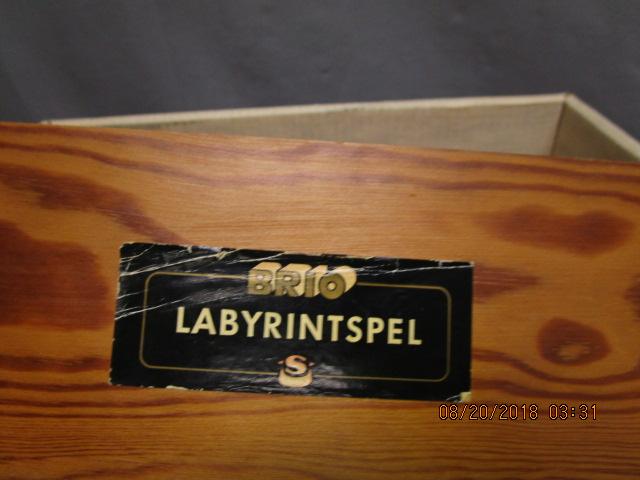 BRIO
LABYRINTSPEL
S
08/20/2018 03:31